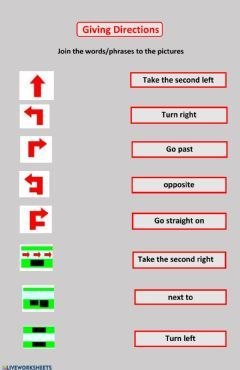 Giving Directions
Join the words/phrases to the pictures
Take the second left
Turn right
Go past
opposite
Go straight on
Take the second right
next to
Turn left
LIVEWORKSHEETS